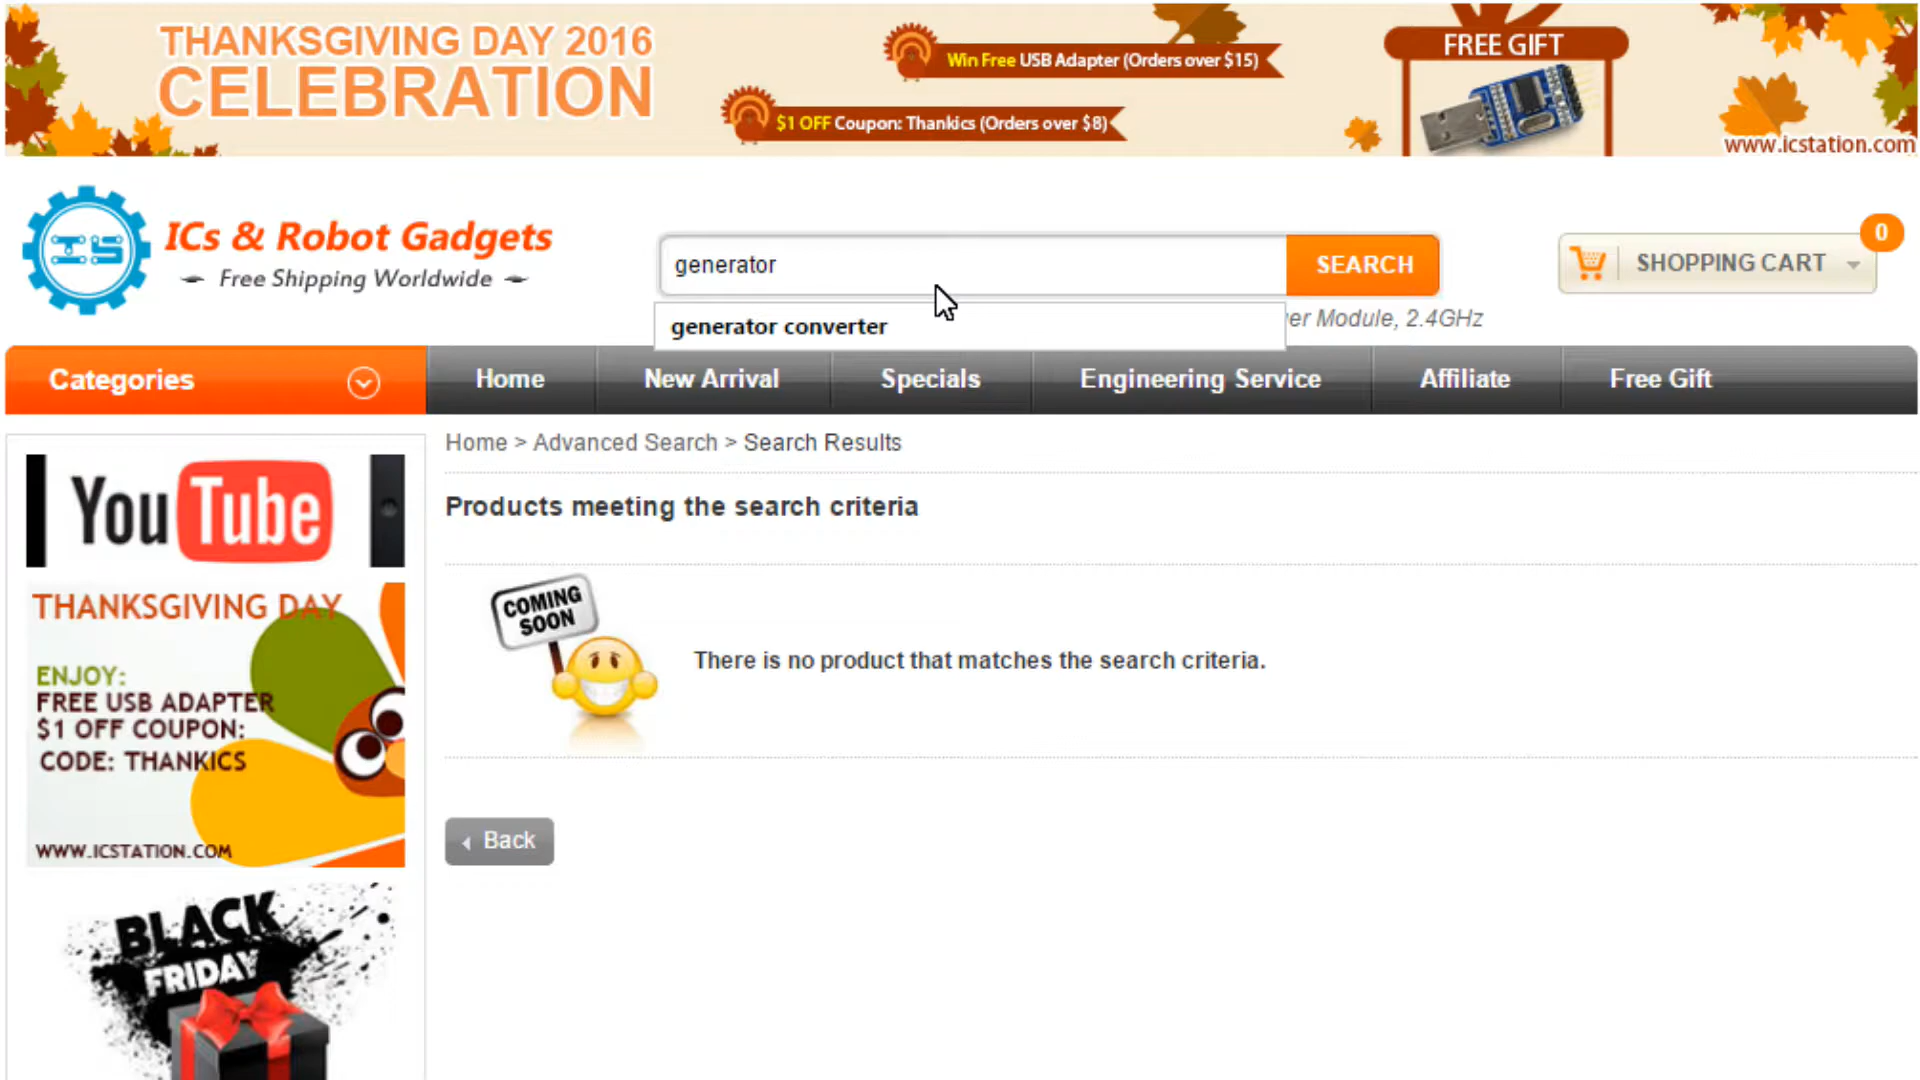 THANKSGIVING DAY 2016
CELEBRATION
Win Free USB Adapter (Orders over $15)
$1 OFF Coupon: Thankics (Orders over $8)
FREE GIFT
www.icstation.com
IS
ICs & Robot Gadgets
Free Shipping Worldwide
generator
SEARCH
0
SHOPPING CART
generator converter
er Module, 2.4GHz
Categories
Home
New Arrival
Specials
Engineering Service
Affiliate
Free Gift
Home > Advanced Search > Search Results
Products meeting the search criteria
COMING
SOON
There is no product that matches the search criteria.
Back
YouTube
THANKSGIVING DAY
ENJOY:
FREE USB ADAPTER
$1 OFF COUPON:
CODE: THANKICS
WWW.ICSTATION.COM
BLACK
FRIDAY